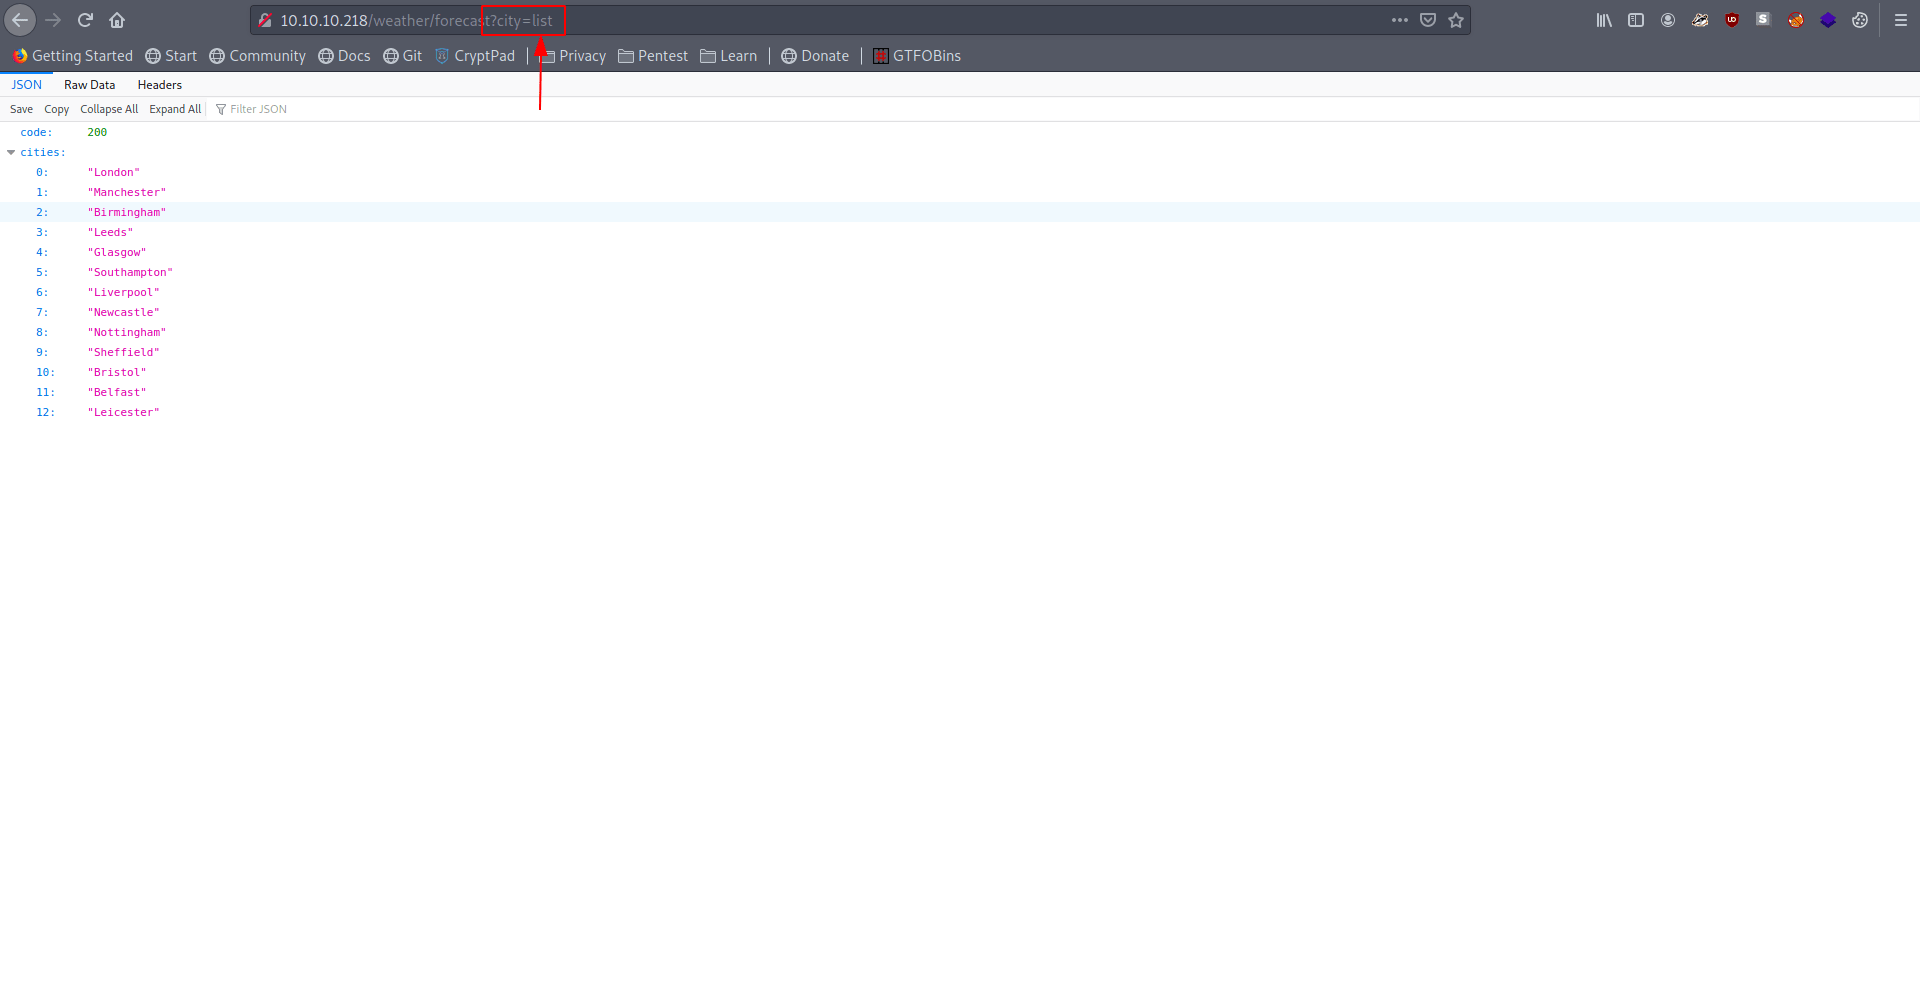 10.10.10.218/weather/forecast?city=list
Getting Started Start Community Docs Git CryptPad Privacy Pentest Learn Donate GTFOBins
JSON Raw Data Headers
Save Copy Collapse All Expand All Filter JSON
code: 200
cities:
0: "London"
1: "Manchester"
2: "Birmingham"
3: "Leeds"
4: "Glasgow"
5: "Southampton"
6: "Liverpool"
7: "Newcastle"
8: "Nottingham"
9: "Sheffield"
10: "Bristol"
11: "Belfast"
12: "Leicester"